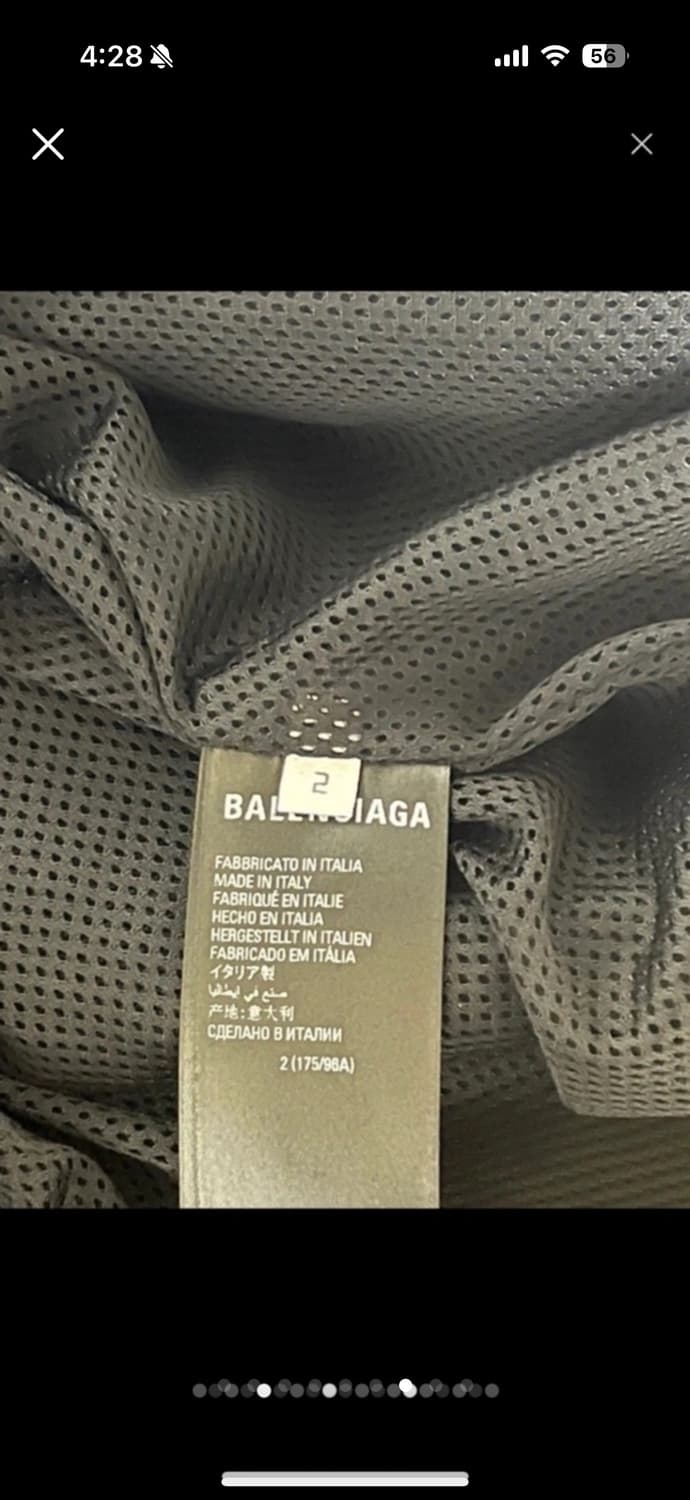 4:28
56
2
BALENCIAGA
FABBRICATO IN ITALIA
MADE IN ITALY
FABRIQUÉ EN ITALIE
HECHO EN ITALIA
HERGESTELLT IN ITALIEN
FABRICADO EM ITÁLIA
イタリア製
صنع في ايطاليا
产地:意大利
СДЕЛАНО В ИТАЛИИ
2 (175/96A)